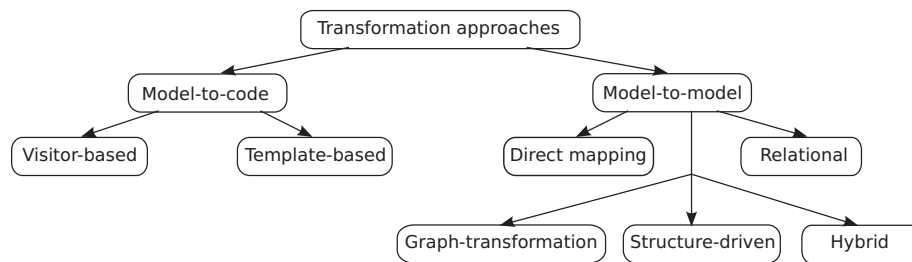 Transformation approaches
Model-to-code
Model-to-model
Visitor-based
Template-based
Direct mapping
Relational
Graph-transformation
Structure-driven
Hybrid